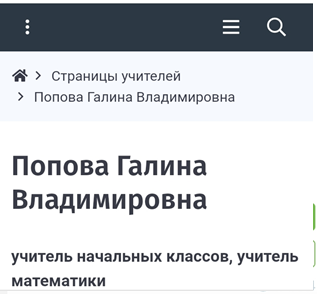 Страницы учителей
Попова Галина Владимировна
Попова Галина
Владимировна
учитель начальных классов, учитель
математики